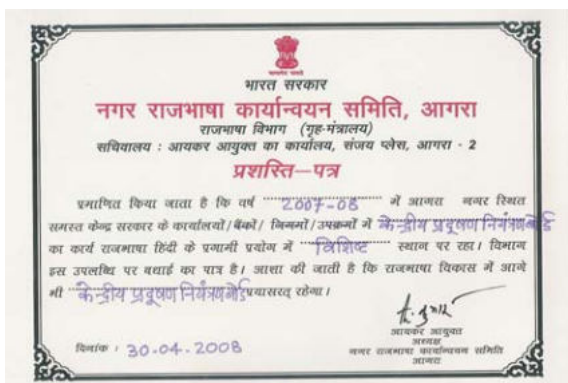 भारत सरकार
नगर राजभाषा कार्यान्वयन समिति, आगरा
राजभाषा विभाग (गृह-मंत्रालय)
सचिवालय : आयकर आयुक्त का कार्यालय, संजय प्लेस, आगरा - 2
प्रशस्ति-पत्र
प्रमाणित किया जाता है कि वर्ष 2007-08 में आगरा नगर स्थित
समस्त केन्द्र सरकार के कार्यालयों/बैंकों/ निगमों/उपक्रमों में केन्द्रीय प्रदूषण नियंत्रण बोर्ड
का कार्य राजभाषा हिंदी के प्रगामी प्रयोग में विशिष्ट स्थान पर रहा। विभाग
इस उपलब्धि पर बधाई का पात्र है। आशा की जाती है कि राजभाषा विकास में आगे
भी केन्द्रीय प्रदूषण नियंत्रण बोर्ड प्रयासरत् रहेगा।
आयकर आयुक्त
अध्यक्ष
दिनांक : 30-04-2008
नगर राजभाषा कार्यान्वयन समिति
आगरा